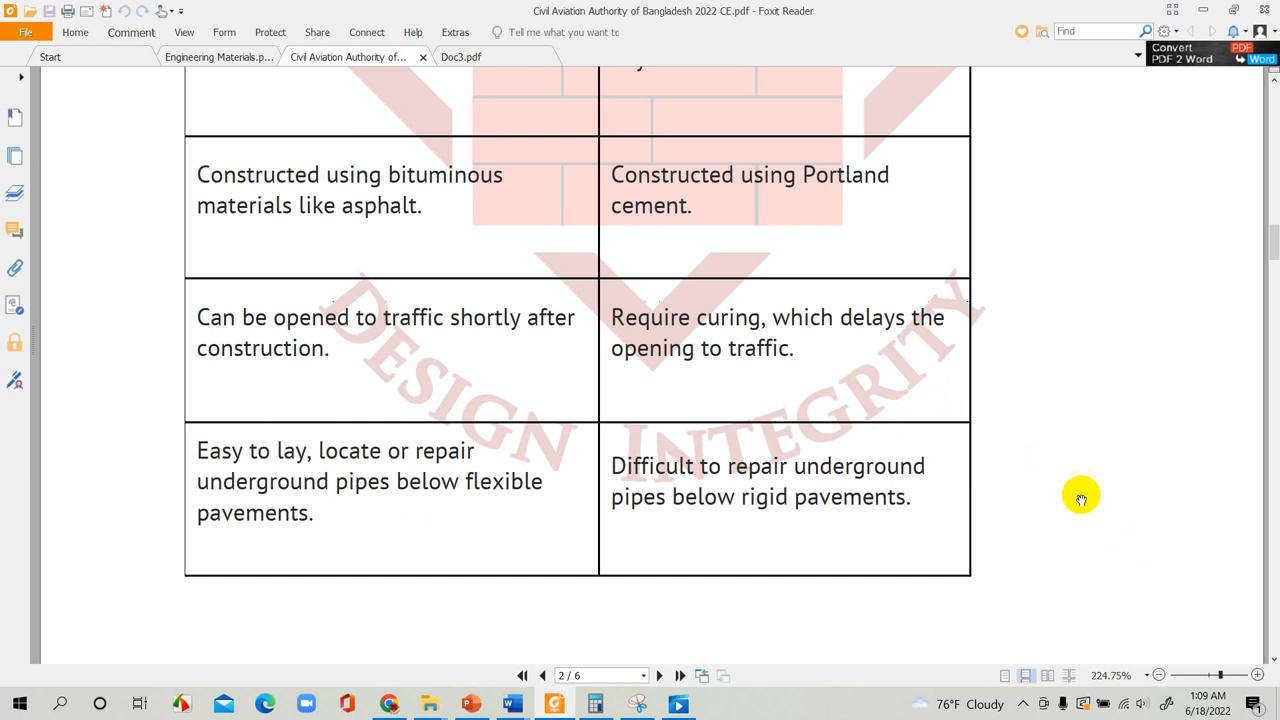 Civil Aviation Authority of Bangladesh 2022 CE.pdf - Foxit Reader
File Home Comment View Form Protect Share Connect Help Extras Tell me what you want to Find
Start Engineering Materials.p... Civil Aviation Authority of... Doc3.pdf
Convert PDF
PDF 2 Word Word
Constructed using bituminous
materials like asphalt.
Constructed using Portland
cement.
Can be opened to traffic shortly after
construction.
Require curing, which delays the
opening to traffic.
Easy to lay, locate or repair
underground pipes below flexible
pavements.
Difficult to repair underground
pipes below rigid pavements.
DESIGN INTEGRITY
2 / 6
224.75%
76°F Cloudy
1:09 AM
6/18/2022